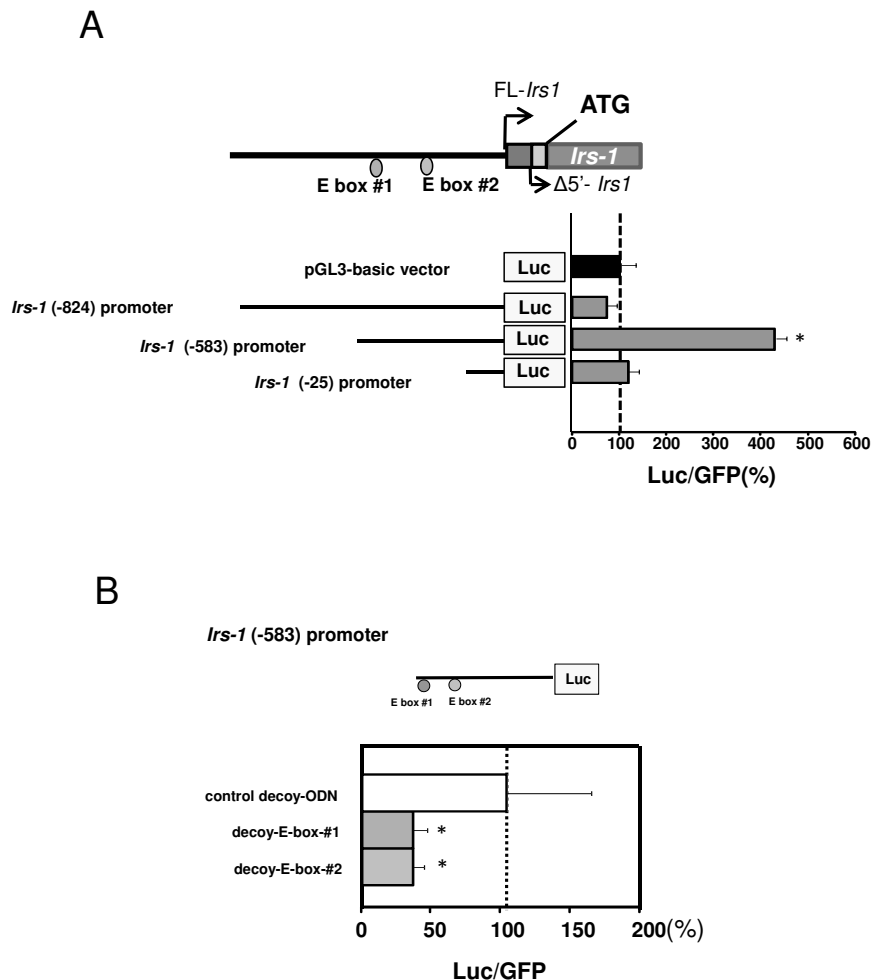 A
FL-Irs1
ATG
Irs-1
E box #1
E box #2
Δ5'- Irs1
pGL3-basic vector
Luc
Irs-1 (-824) promoter
Luc
Irs-1 (-583) promoter
Luc
*
Irs-1 (-25) promoter
Luc
0 100 200 300 400 500 600
Luc/GFP(%)
B
Irs-1 (-583) promoter
Luc
E box #1
E box #2
control decoy-ODN
decoy-E-box-#1
*
decoy-E-box-#2
*
0 50 100 150 200(%)
Luc/GFP